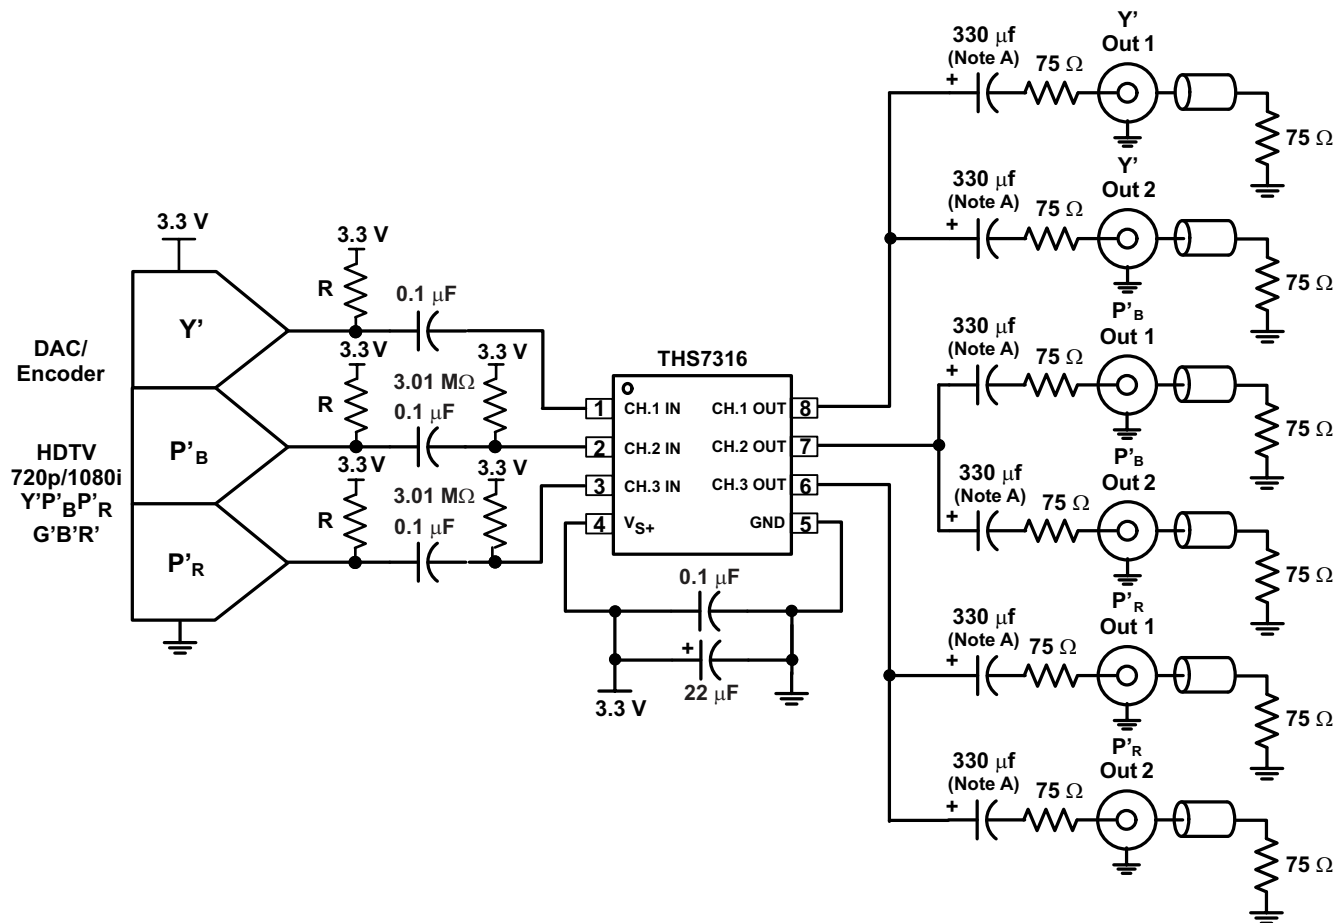 Y'
Out 1
330 μf
(Note A)
75 Ω
+
75 Ω
Y'
Out 2
330 μf
(Note A)
75 Ω
+
75 Ω
3.3 V
3.3 V
R
0.1 μF
Y'
DAC/
Encoder
3.3 V
3.3 V
3.01 MΩ
R
0.1 μF
P'B
HDTV
720p/1080i
Y'P'BP'R
G'B'R'
3.3 V
3.3 V
3.01 MΩ
R
0.1 μF
P'R
THS7316
1 CH.1 IN CH.1 OUT 8
2 CH.2 IN CH.2 OUT 7
3 CH.3 IN CH.3 OUT 6
4 VS+ GND 5
0.1 μF
+
22 μF
3.3 V
P'B
Out 1
330 μf
(Note A)
75 Ω
+
75 Ω
P'B
Out 2
330 μf
(Note A)
75 Ω
+
75 Ω
P'R
Out 1
330 μf
(Note A)
75 Ω
+
75 Ω
P'R
Out 2
330 μf
(Note A)
75 Ω
+
75 Ω